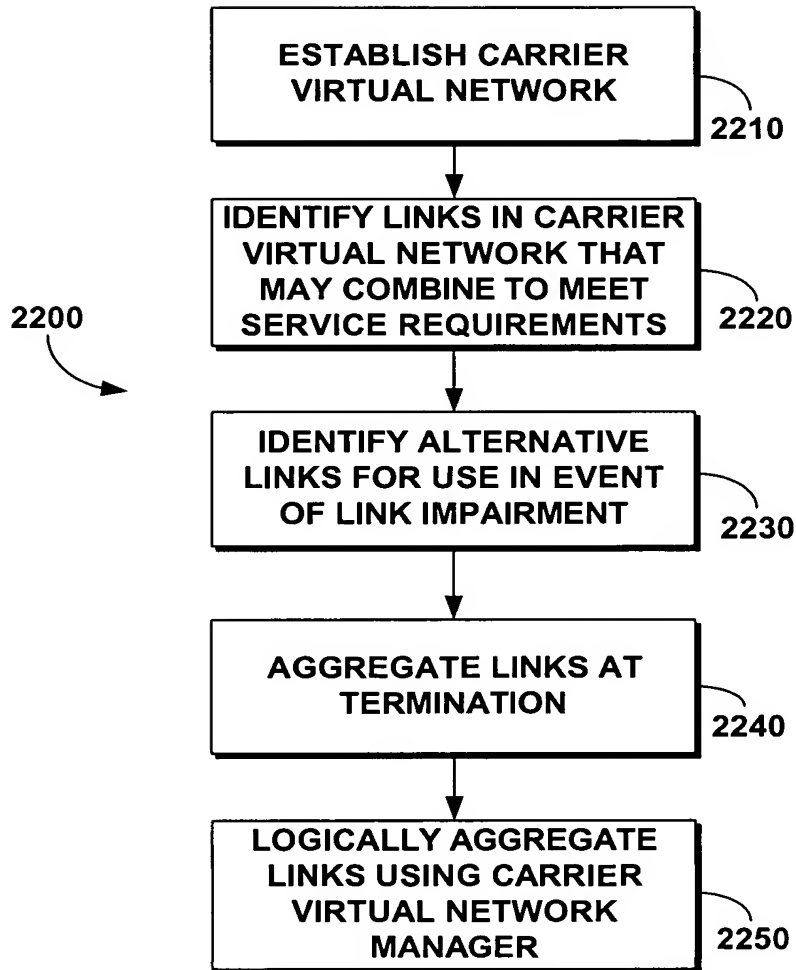 ESTABLISH CARRIER
VIRTUAL NETWORK
2210
IDENTIFY LINKS IN CARRIER
VIRTUAL NETWORK THAT
MAY COMBINE TO MEET
SERVICE REQUIREMENTS
2220
2200
IDENTIFY ALTERNATIVE
LINKS FOR USE IN EVENT
OF LINK IMPAIRMENT
2230
AGGREGATE LINKS AT
TERMINATION
2240
LOGICALLY AGGREGATE
LINKS USING CARRIER
VIRTUAL NETWORK
MANAGER
2250